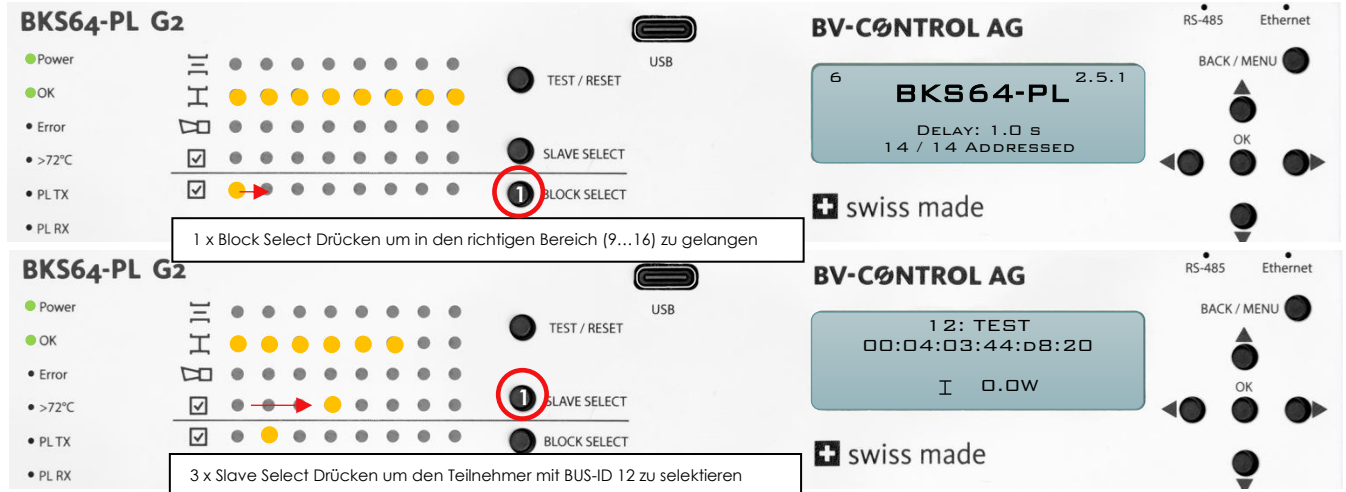 BKS64-PL G2
Power
OK
Error
>72°C
PL TX
PL RX
USB
TEST / RESET
SLAVE SELECT
1
BLOCK SELECT
BV-CONTROL AG
6
2.5.1
BKS64-PL
DELAY: 1.0 S
14 / 14 ADDRESSED
swiss made
RS-485
Ethernet
BACK / MENU
OK
1 x Block Select Drücken um in den richtigen Bereich (9...16) zu gelangen
BKS64-PL G2
Power
OK
Error
>72°C
PL TX
PL RX
USB
TEST / RESET
1
SLAVE SELECT
BLOCK SELECT
BV-CONTROL AG
12: TEST
00:04:03:44:D8:20
0.0W
swiss made
RS-485
Ethernet
BACK / MENU
OK
3 x Slave Select Drücken um den Teilnehmer mit BUS-ID 12 zu selektieren